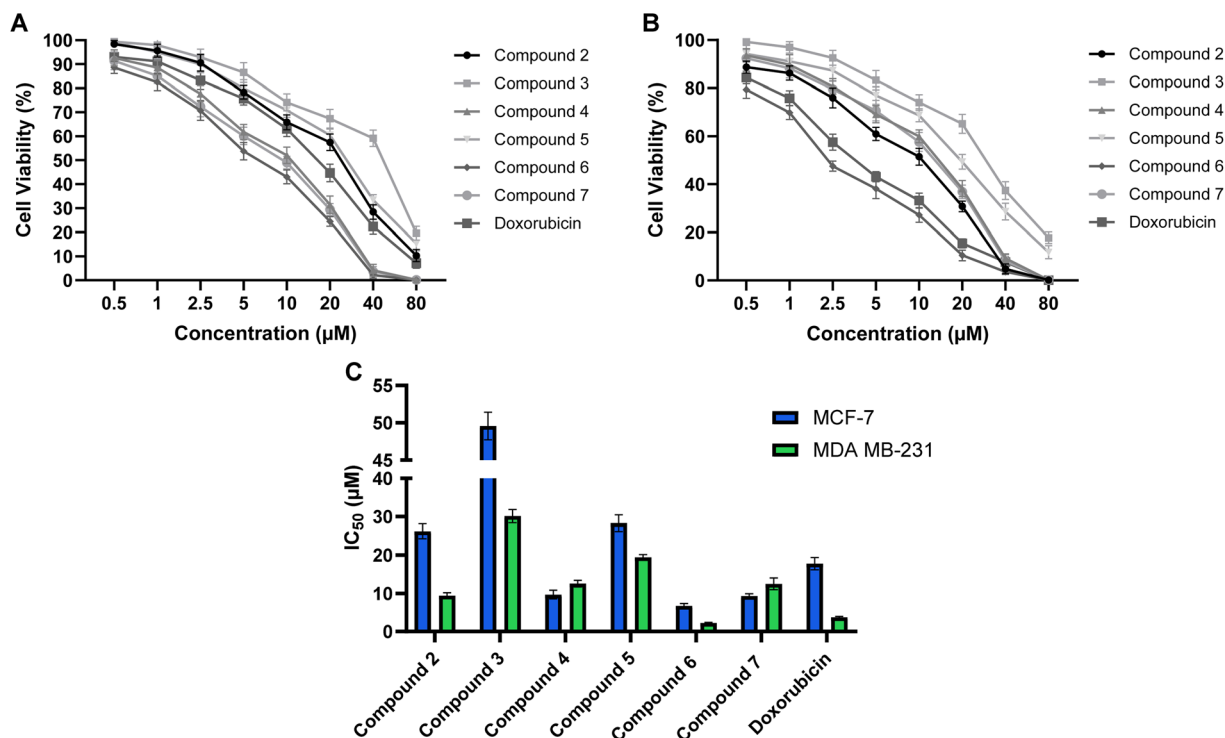 A
Cell Viability (%)
100
90
80
70
60
50
40
30
20
10
0
0.5 1 2.5 5 10 20 40 80
Concentration (µM)
Compound 2
Compound 3
Compound 4
Compound 5
Compound 6
Compound 7
Doxorubicin
B
Cell Viability (%)
100
80
60
40
20
0
0.5 1 2.5 5 10 20 40 80
Concentration (µM)
Compound 2
Compound 3
Compound 4
Compound 5
Compound 6
Compound 7
Doxorubicin
C
IC50 (µM)
55
50
45
40
30
20
10
0
Compound 2
Compound 3
Compound 4
Compound 5
Compound 6
Compound 7
Doxorubicin
MCF-7
MDA MB-231